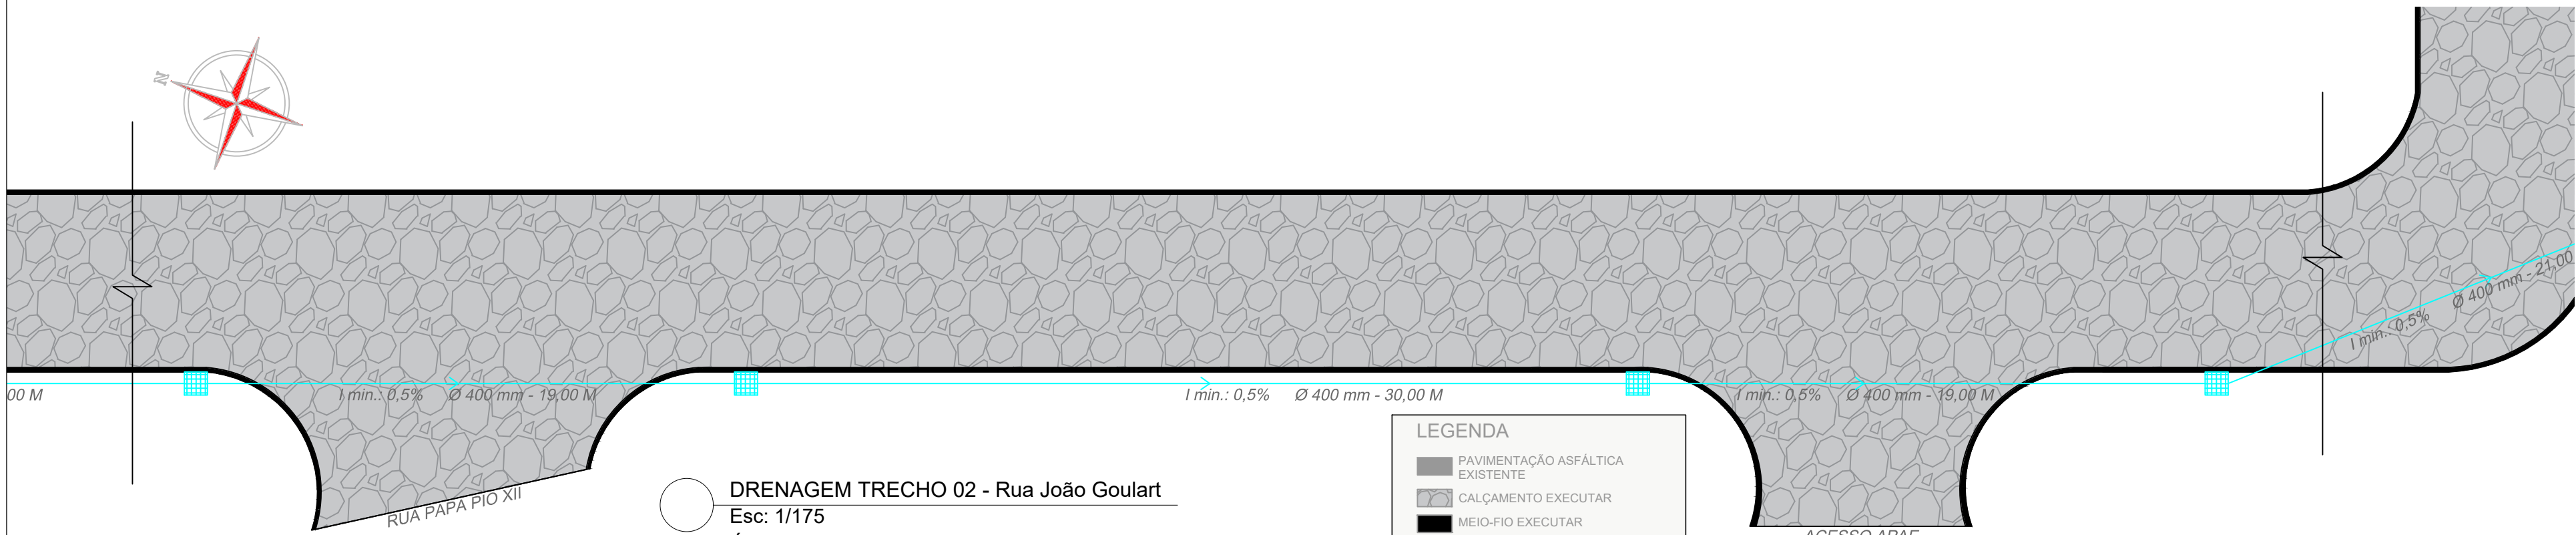 N
I min.: 0,5% Ø 400 mm - 21,00
00 M
I min.: 0,5% Ø 400 mm - 19,00 M
I min.: 0,5% Ø 400 mm - 30,00 M
I min.: 0,5% Ø 400 mm - 19,00 M
RUA PAPA PIO XII
DRENAGEM TRECHO 02 - Rua João Goulart
Esc: 1/175
LEGENDA
PAVIMENTAÇÃO ASFÁLTICA
EXISTENTE
CALÇAMENTO EXECUTAR
MEIO-FIO EXECUTAR
ACESSO APAE